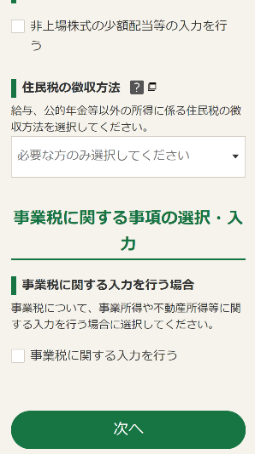 非上場株式の少額配当等の入力を行
う
住民税の徴収方法 ?
給与、公的年金等以外の所得に係る住民税の徴
収方法を選択してください。
必要な方のみ選択してください
事業税に関する事項の選択・入
力
事業税に関する入力を行う場合
事業税について、事業所得や不動産所得等に関
する入力を行う場合に選択してください。
事業税に関する入力を行う
次へ